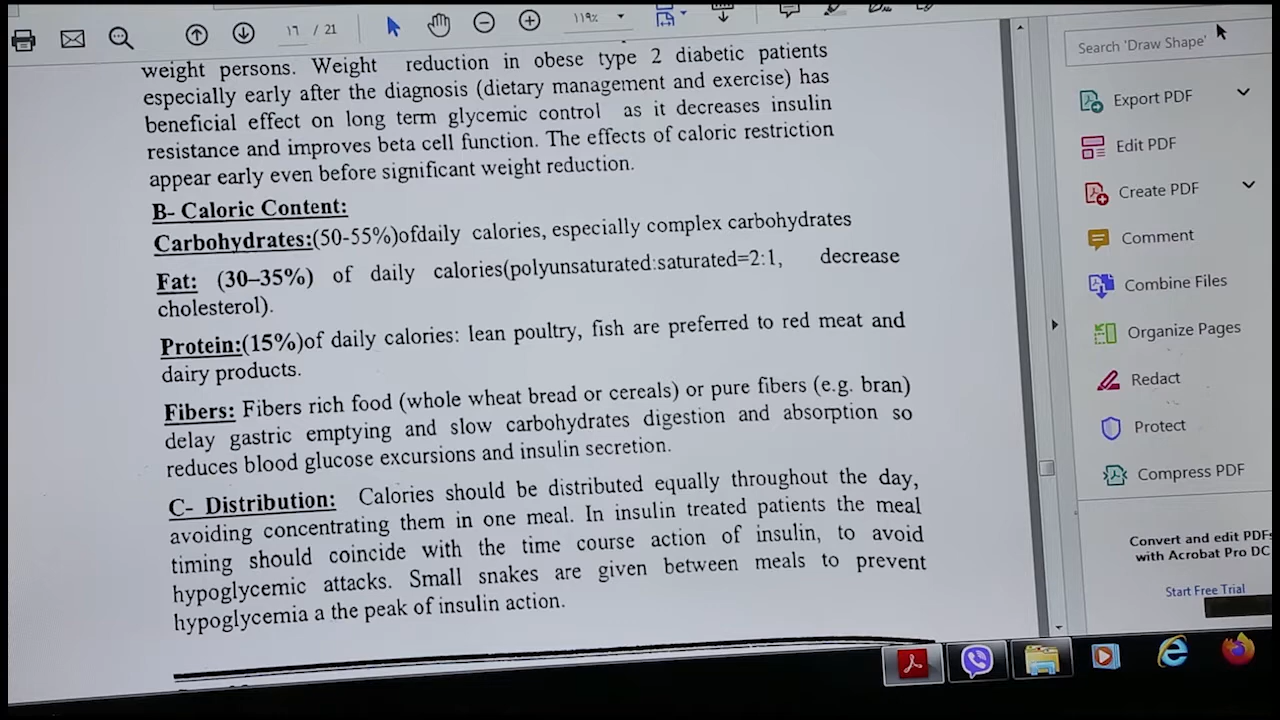 ١٦ / 21
١١٩%
Search 'Draw Shape'
weight persons. Weight reduction in obese type 2 diabetic patients
especially early after the diagnosis (dietary management and exercise) has
beneficial effect on long term glycemic control as it decreases insulin
resistance and improves beta cell function. The effects of caloric restriction
appear early even before significant weight reduction.
B- Caloric Content:
Carbohydrates:(50-55%)ofdaily calories, especially complex carbohydrates
Fat: (30–35%) of daily calories(polyunsaturated:saturated=2:1, decrease
cholesterol).
Protein:(15%)of daily calories: lean poultry, fish are preferred to red meat and
dairy products.
Fibers: Fibers rich food (whole wheat bread or cereals) or pure fibers (e.g. bran)
delay gastric emptying and slow carbohydrates digestion and absorption so
reduces blood glucose excursions and insulin secretion.
C- Distribution: Calories should be distributed equally throughout the day,
avoiding concentrating them in one meal. In insulin treated patients the meal
timing should coincide with the time course action of insulin, to avoid
hypoglycemic attacks. Small snakes are given between meals to prevent
hypoglycemia a the peak of insulin action.
Export PDF
Edit PDF
Create PDF
Comment
Combine Files
Organize Pages
Redact
Protect
Compress PDF
Convert and edit PDFs
with Acrobat Pro DC
Start Free Trial